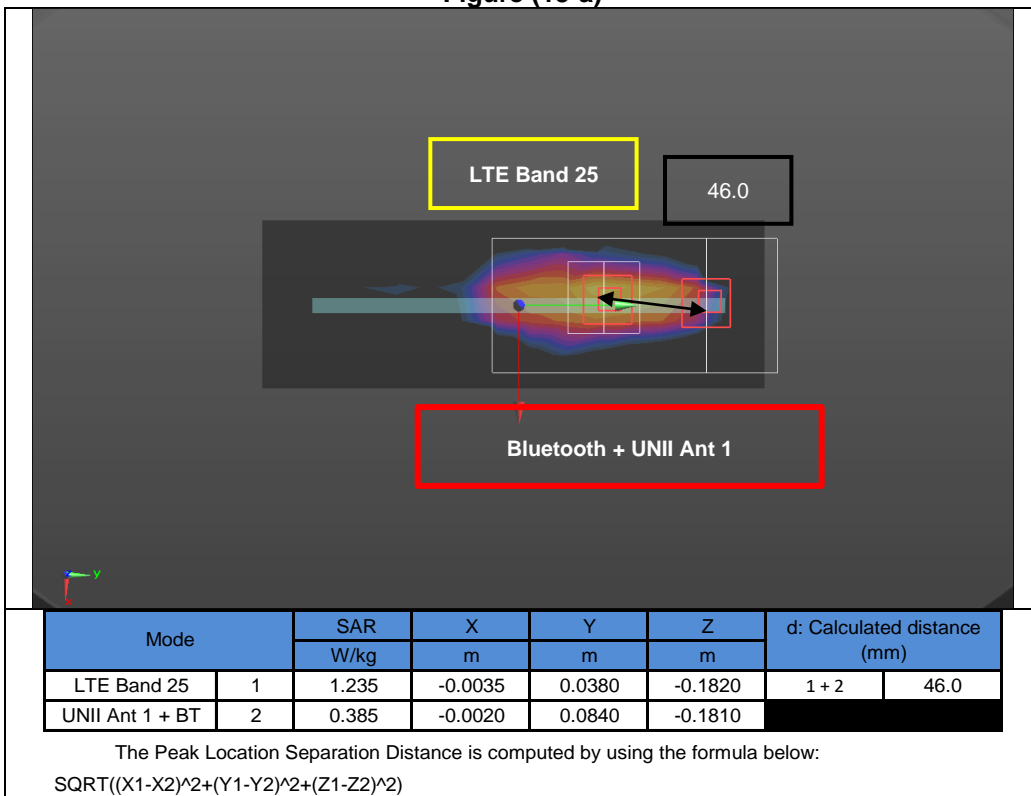 LTE Band 25
46.0
Bluetooth + UNII Ant 1
Y
X
Mode SAR X Y Z d: Calculated distance (mm)
W/kg m m m
LTE Band 25 1 1.235 -0.0035 0.0380 -0.1820 1 + 2 46.0
UNII Ant 1 + BT 2 0.385 -0.0020 0.0840 -0.1810
The Peak Location Separation Distance is computed by using the formula below:
SQRT((X1-X2)^2+(Y1-Y2)^2+(Z1-Z2)^2)